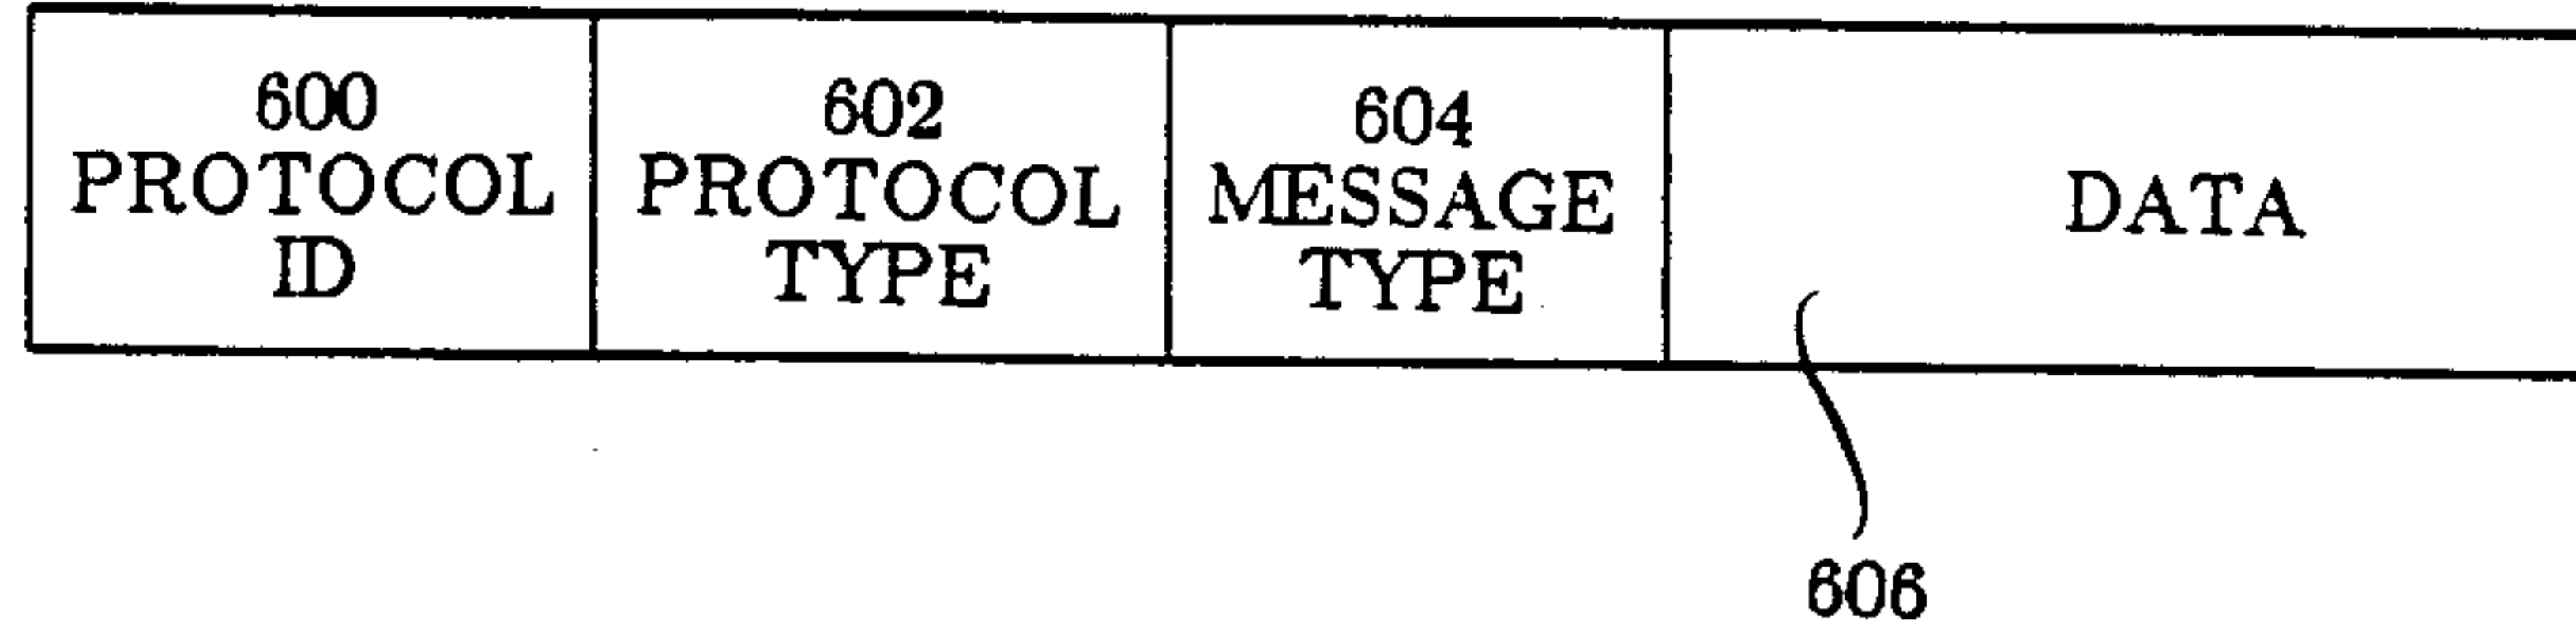 600
PROTOCOL
ID
602
PROTOCOL
TYPE
604
MESSAGE
TYPE
DATA
606